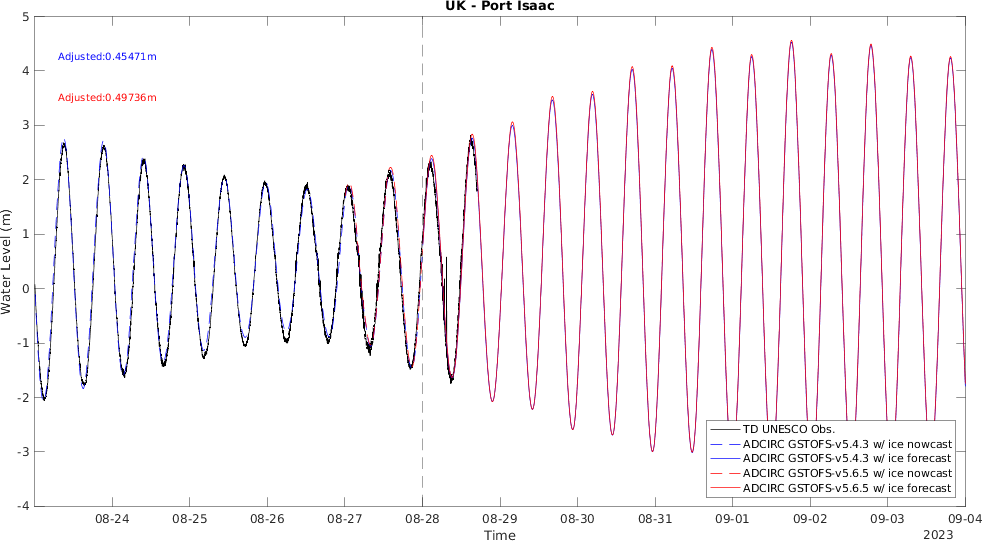 UK - Port Isaac
5
Adjusted:0.45471m
4
Adjusted:0.49736m
3
2
1
0
-1
-2
-3
-4
Water Level (m)
TD UNESCO Obs.
ADCIRC GSTOFS-v5.4.3 w/ ice nowcast
ADCIRC GSTOFS-v5.4.3 w/ ice forecast
ADCIRC GSTOFS-v5.6.5 w/ ice nowcast
ADCIRC GSTOFS-v5.6.5 w/ ice forecast
08-24 08-25 08-26 08-27 08-28 08-29 08-30 08-31 09-01 09-02 09-03 09-04
Time
2023